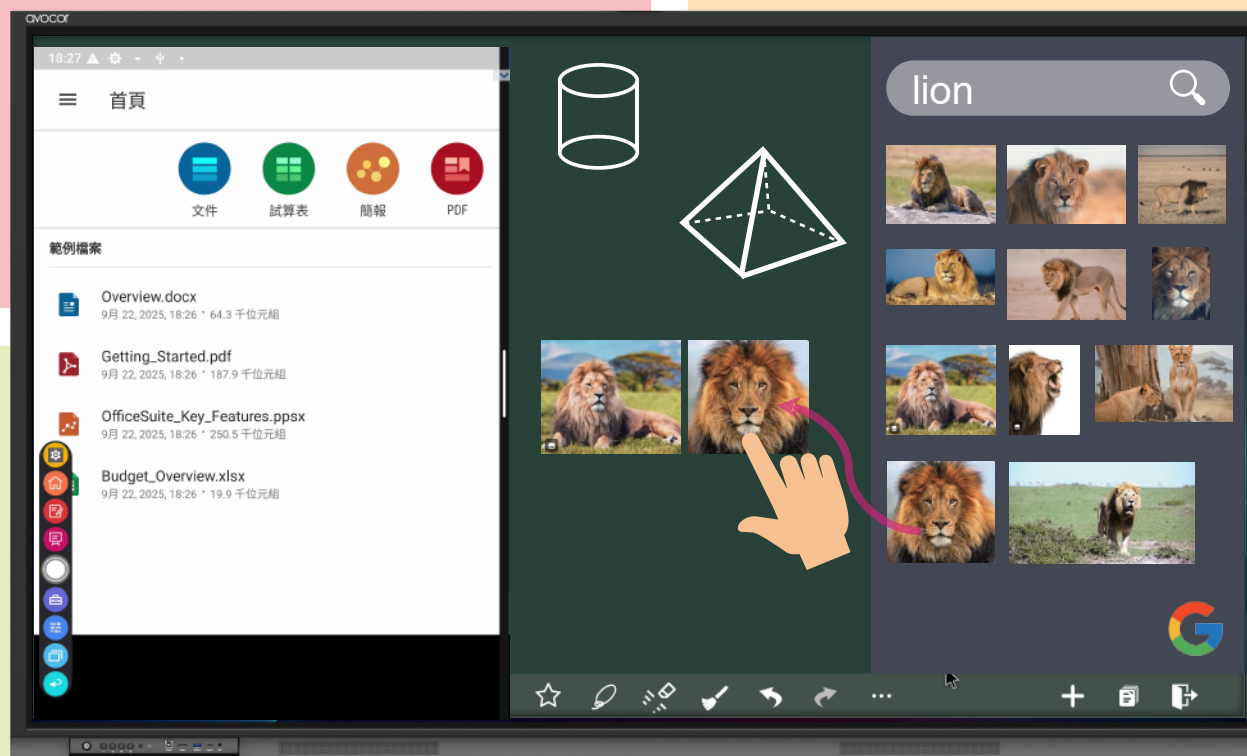 avocor
18:27
首頁
文件
試算表
簡報
PDF
範例檔案
Overview.docx
9月 22, 2025, 18:26 • 64.3 千位元組
Getting_Started.pdf
9月 22, 2025, 18:26 • 187.9 千位元組
OfficeSuite_Key_Features.ppsx
9月 22, 2025, 18:26 • 250.5 千位元組
Budget_Overview.xlsx
9月 22, 2025, 18:26 • 19.9 千位元組
lion